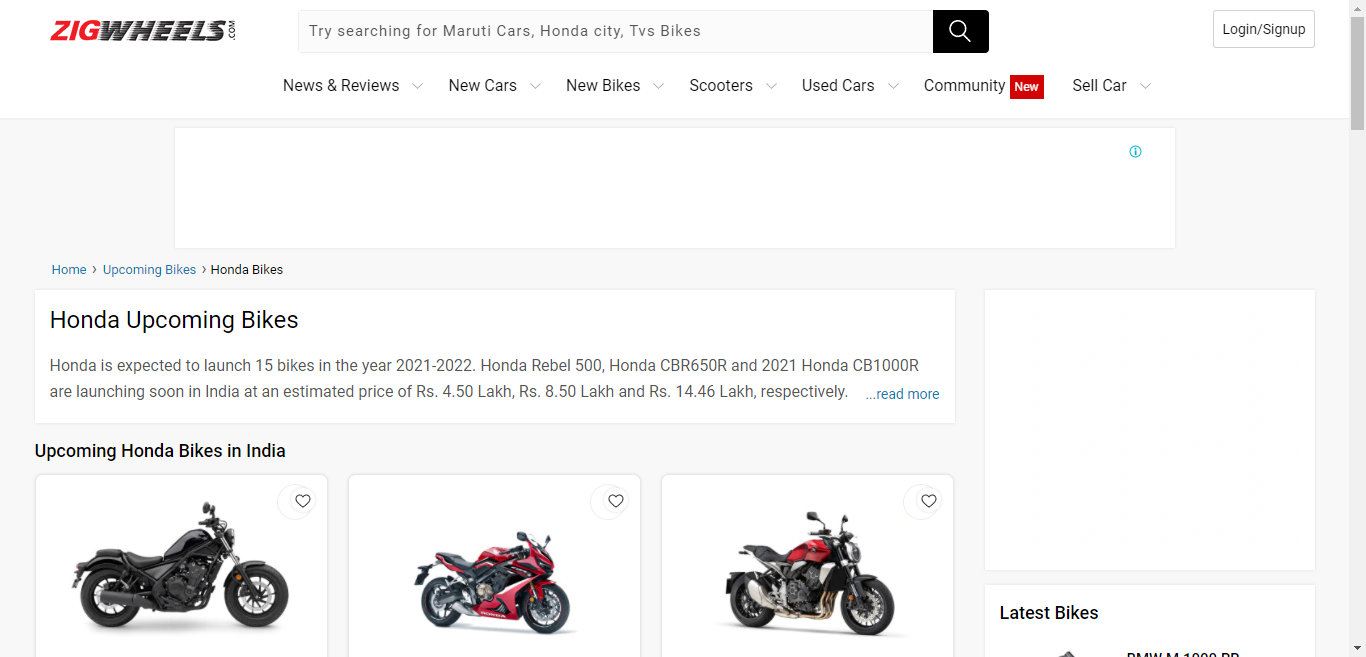 ZIGWHEELS.COM
Try searching for Maruti Cars, Honda city, Tvs Bikes
Login/Signup
News & Reviews New Cars New Bikes Scooters Used Cars Community New Sell Car
Home › Upcoming Bikes › Honda Bikes
Honda Upcoming Bikes
Honda is expected to launch 15 bikes in the year 2021-2022. Honda Rebel 500, Honda CBR650R and 2021 Honda CB1000R
are launching soon in India at an estimated price of Rs. 4.50 Lakh, Rs. 8.50 Lakh and Rs. 14.46 Lakh, respectively. ...read more
Upcoming Honda Bikes in India
Latest Bikes